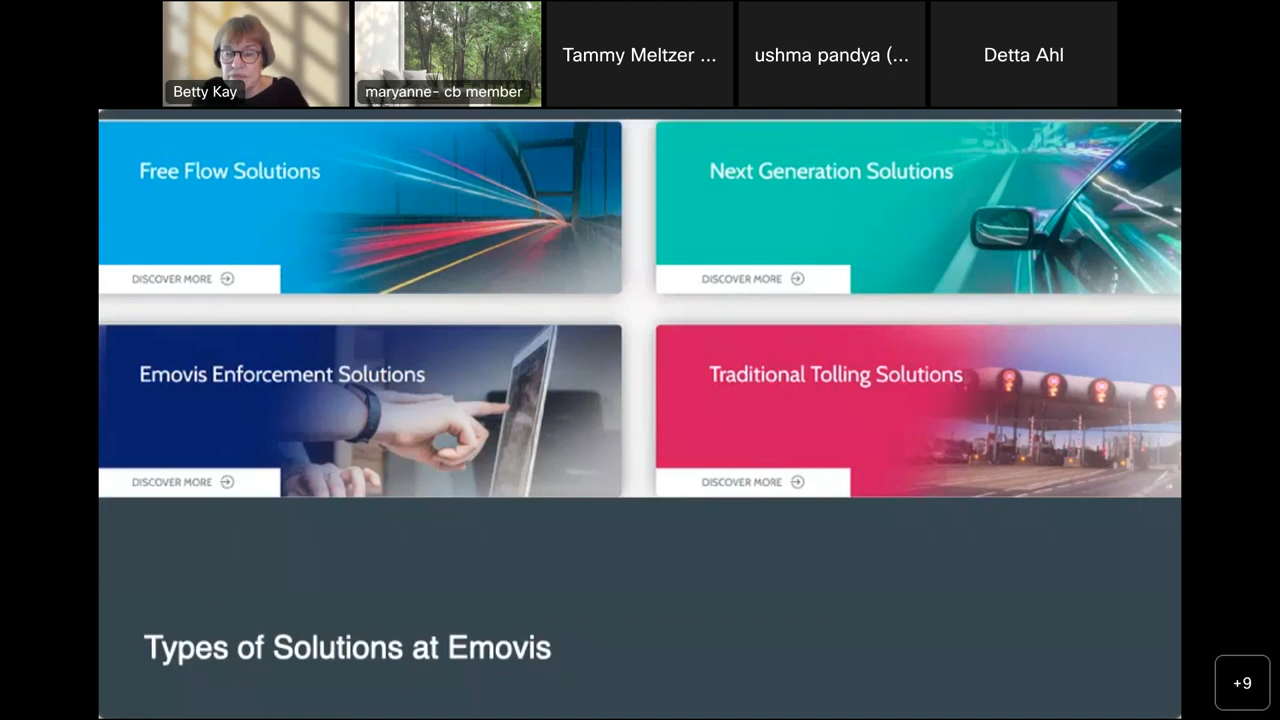 Betty Kay
maryanne- cb member
Tammy Meltzer ...
ushma pandya (...
Detta Ahl
Free Flow Solutions
DISCOVER MORE
Next Generation Solutions
DISCOVER MORE
Emovis Enforcement Solutions
DISCOVER MORE
Traditional Tolling Solutions
DISCOVER MORE
Types of Solutions at Emovis
+9